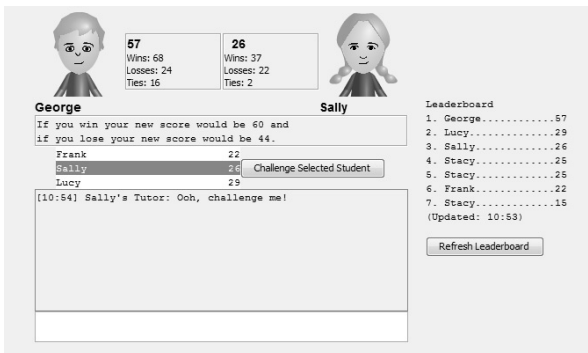 57
Wins: 68
Losses: 24
Ties: 16
26
Wins: 37
Losses: 22
Ties: 2
George
Sally
If you win your new score would be 60 and
if you lose your new score would be 44.
Frank 22
Sally 26
Lucy 29
Challenge Selected Student
[10:54] Sally's Tutor: Ooh, challenge me!
Leaderboard
1. George............57
2. Lucy..............29
3. Sally.............26
4. Stacy.............25
5. Stacy.............25
6. Frank.............22
7. Stacy.............15
(Updated: 10:53)
Refresh Leaderboard